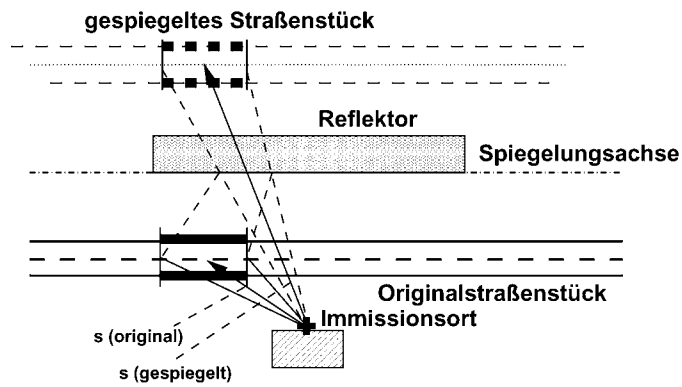 gespiegeltes Straßenstück
Reflektor
Spiegelungsachse
Originalstraßenstück
Immissionsort
s (original)
s (gespiegelt)